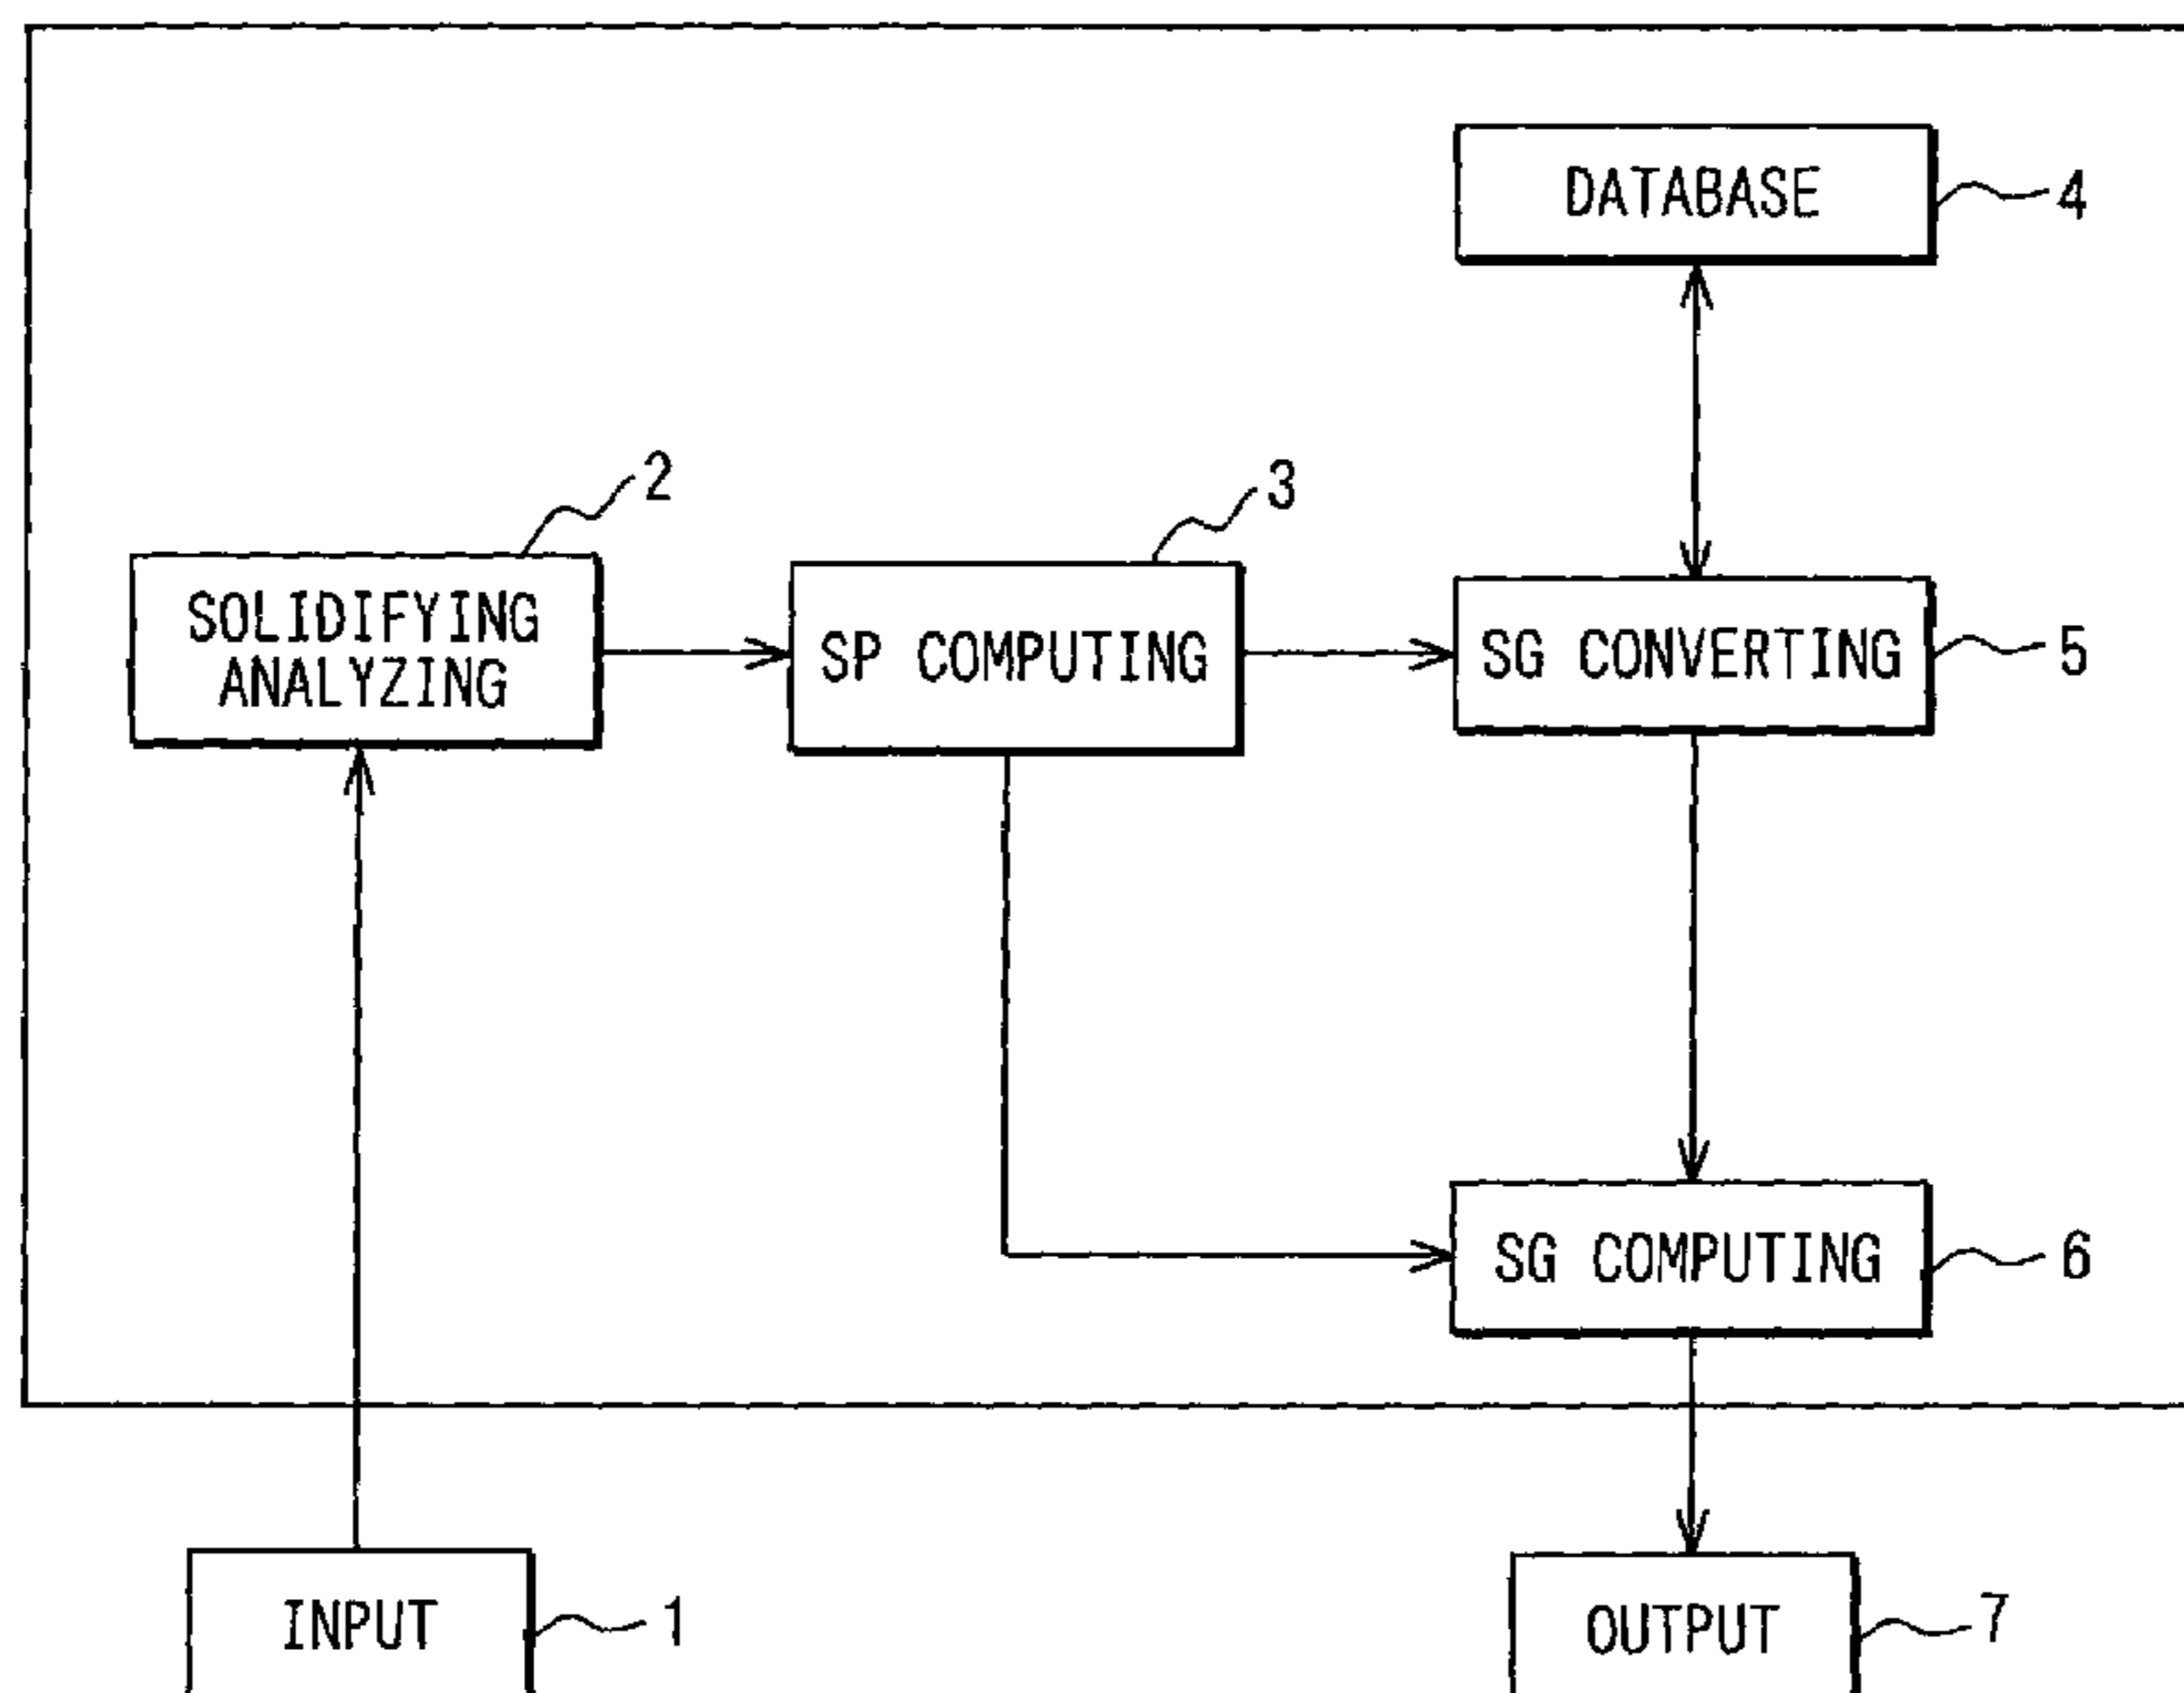 DATABASE
4
2
3
SOLIDIFYING
ANALYZING
SP COMPUTING
SG CONVERTING
5
SG COMPUTING
6
INPUT
1
OUTPUT
7